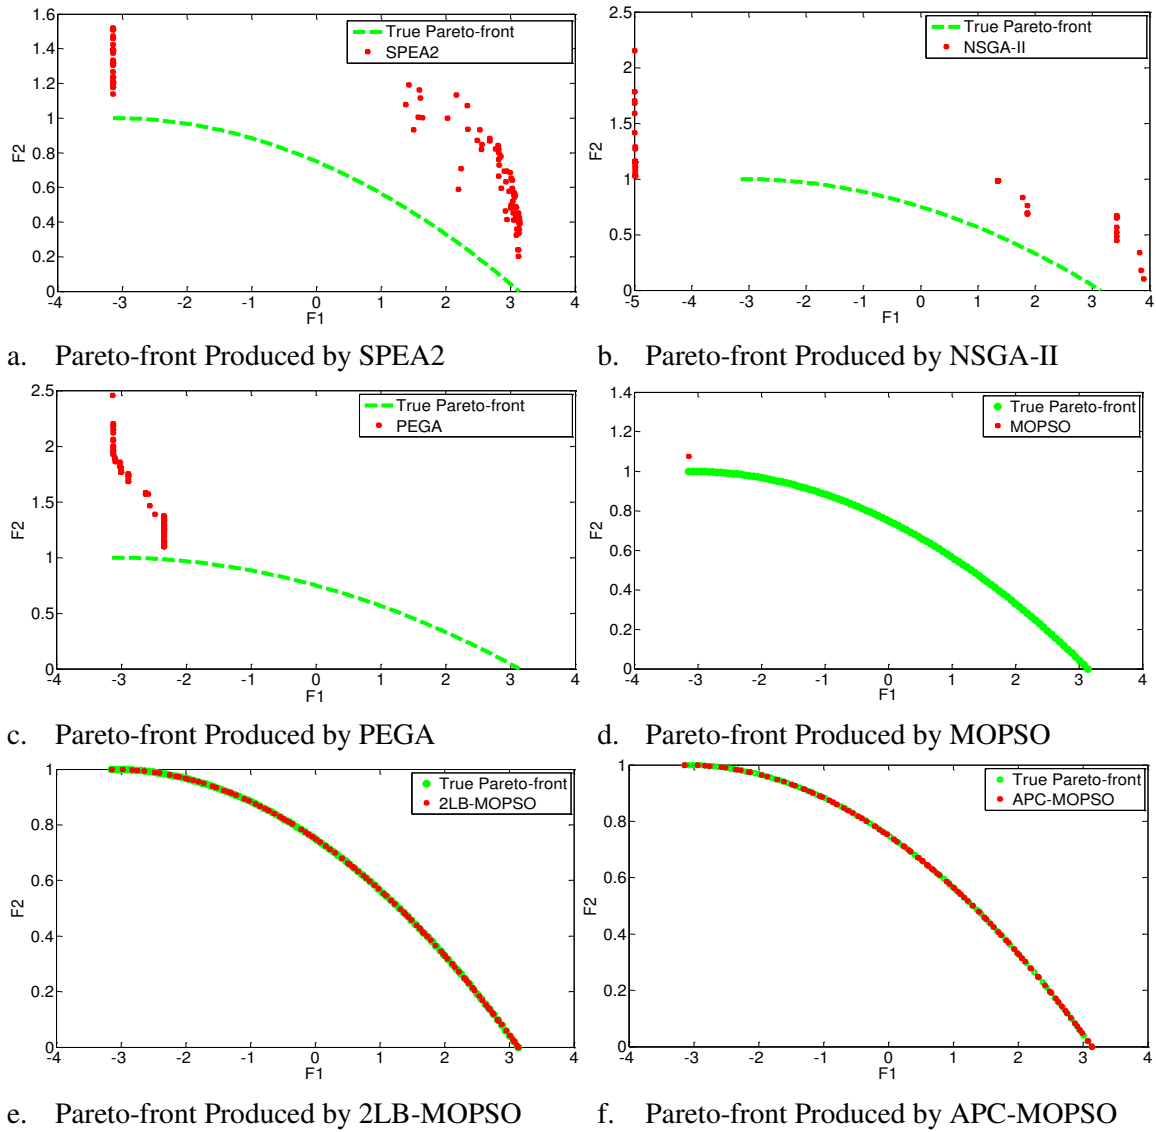 1.6
1.4
1.2
1
0.8
0.6
0.4
0.2
0
F2
-4 -3 -2 -1 0 1 2 3 4
F1
True Pareto-front
SPEA2
a. Pareto-front Produced by SPEA2
2.5
2
1.5
1
0.5
0
F2
-5 -4 -3 -2 -1 0 1 2 3 4
F1
True Pareto-front
NSGA-II
b. Pareto-front Produced by NSGA-II
2.5
2
1.5
1
0.5
0
F2
-4 -3 -2 -1 0 1 2 3 4
F1
True Pareto-front
PEGA
c. Pareto-front Produced by PEGA
1.4
1.2
1
0.8
0.6
0.4
0.2
0
F2
-4 -3 -2 -1 0 1 2 3 4
F1
True Pareto-front
MOPSO
d. Pareto-front Produced by MOPSO
1
0.8
0.6
0.4
0.2
0
F2
-4 -3 -2 -1 0 1 2 3 4
F1
True Pareto-front
2LB-MOPSO
e. Pareto-front Produced by 2LB-MOPSO
1
0.8
0.6
0.4
0.2
0
F2
-4 -3 -2 -1 0 1 2 3 4
F1
True Pareto-front
APC-MOPSO
f. Pareto-front Produced by APC-MOPSO